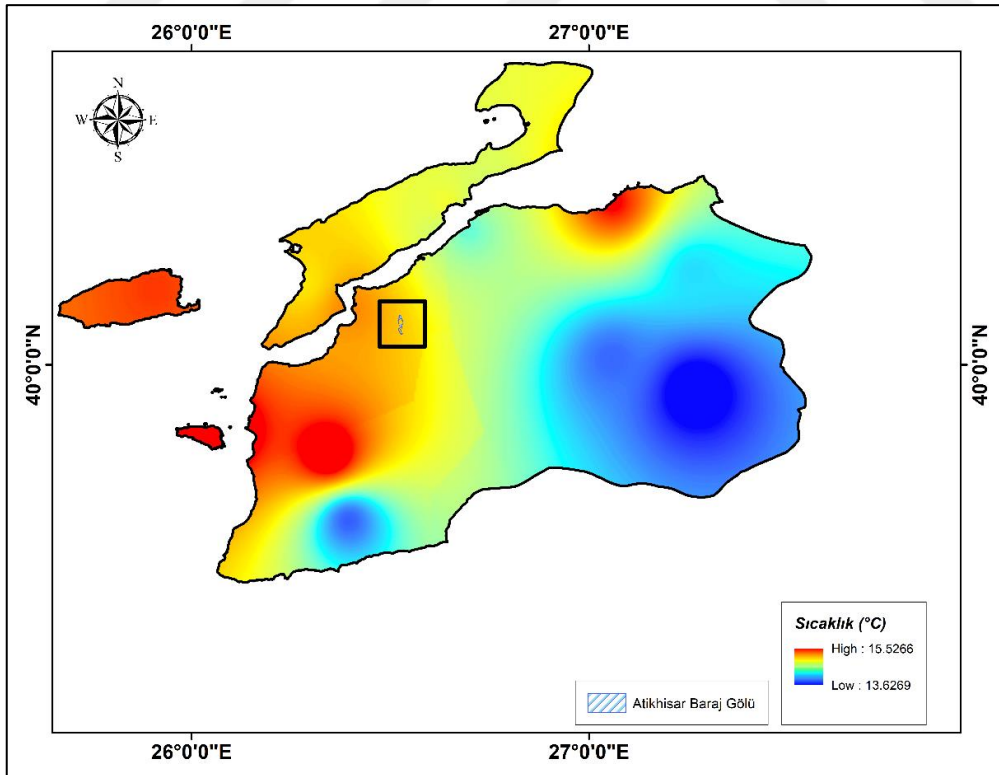 26°0'0"E 27°0'0"E
N
W E
S
40°0'0"N 40°0'0"N
Sıcaklık (°C)
High : 15.5266
Low : 13.6269
Atikhisar Baraj Gölü
26°0'0"E 27°0'0"E